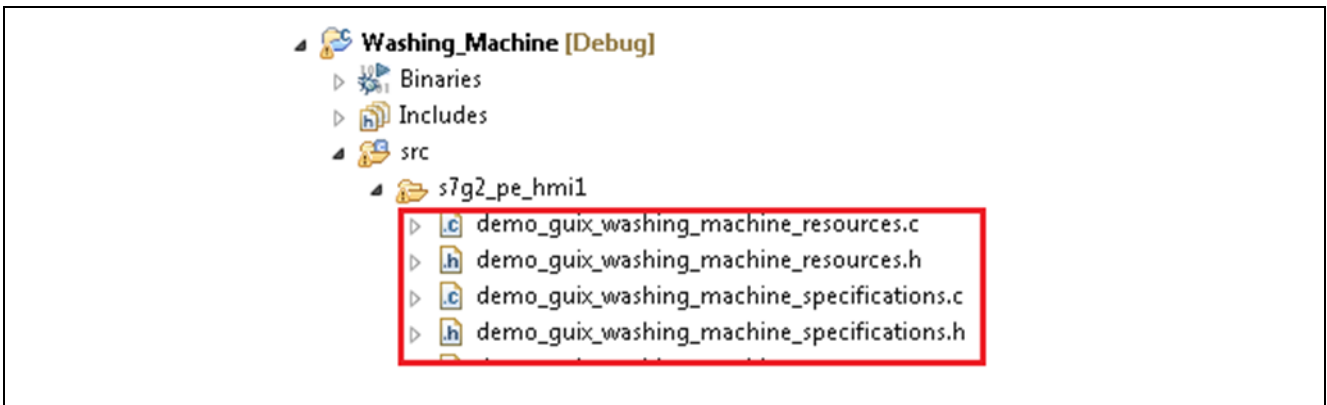 Washing_Machine [Debug]
Binaries
Includes
src
s7g2_pe_hmi1
demo_guix_washing_machine_resources.c
demo_guix_washing_machine_resources.h
demo_guix_washing_machine_specifications.c
demo_guix_washing_machine_specifications.h